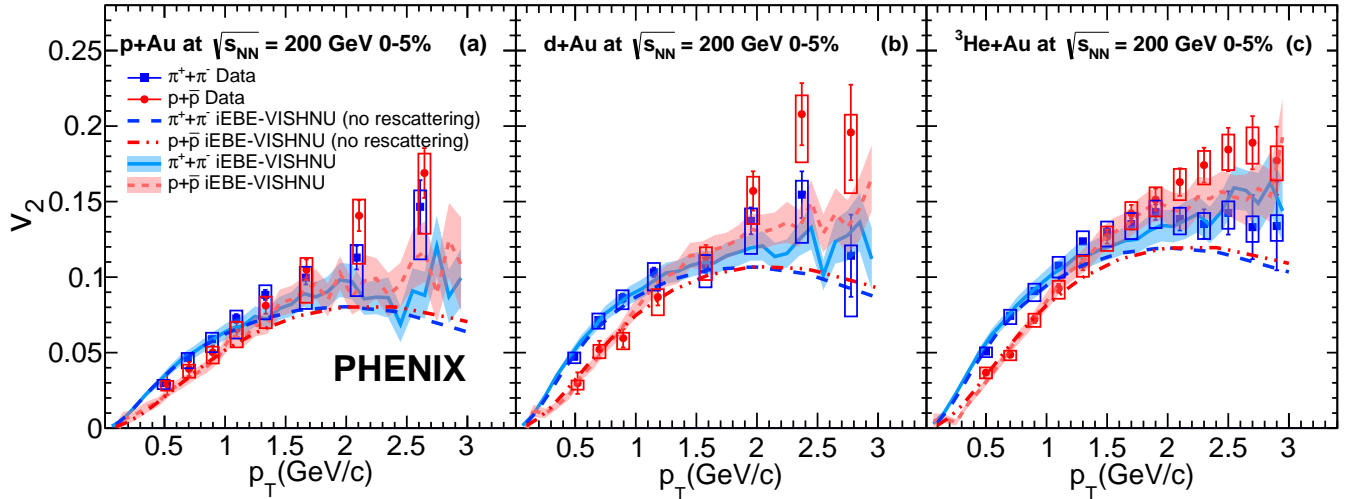 p+Au at √s_NN = 200 GeV 0-5% (a)
d+Au at √s_NN = 200 GeV 0-5% (b)
³He+Au at √s_NN = 200 GeV 0-5% (c)
π⁺+π⁻ Data
p+p̅ Data
π⁺+π⁻ iEBE-VISHNU (no rescattering)
p+p̅ iEBE-VISHNU (no rescattering)
π⁺+π⁻ iEBE-VISHNU
p+p̅ iEBE-VISHNU
PHENIX
v₂
0.25
0.2
0.15
0.1
0.05
0
0.5 1 1.5 2 2.5 3
0.5 1 1.5 2 2.5 3
0.5 1 1.5 2 2.5 3
p_T(GeV/c)
p_T(GeV/c)
p_T(GeV/c)